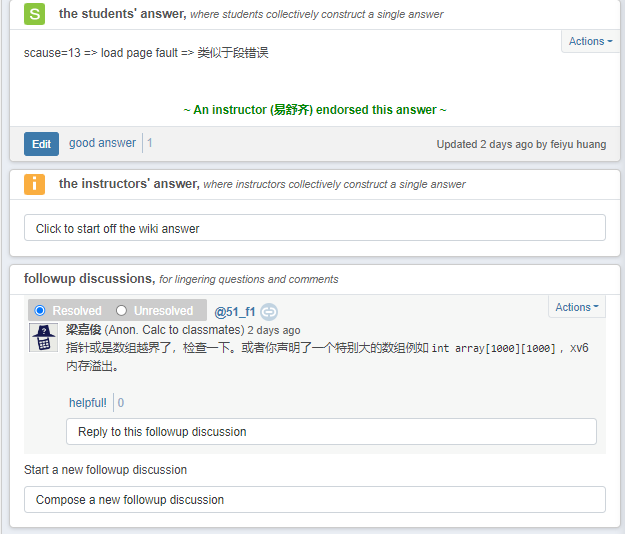 S the students' answer, where students collectively construct a single answer
Actions
scause=13 => load page fault => 类似于段错误
~ An instructor (易舒齐) endorsed this answer ~
Edit good answer 1 Updated 2 days ago by feiyu huang
i the instructors' answer, where instructors collectively construct a single answer
Click to start off the wiki answer
followup discussions, for lingering questions and comments
Resolved Unresolved @51_f1 Actions
梁嘉俊 (Anon. Calc to classmates) 2 days ago
指针或是数组越界了，检查一下。或者你声明了一个特别大的数组例如 int array[1000][1000] ，xv6
内存溢出。
helpful! 0
Reply to this followup discussion
Start a new followup discussion
Compose a new followup discussion